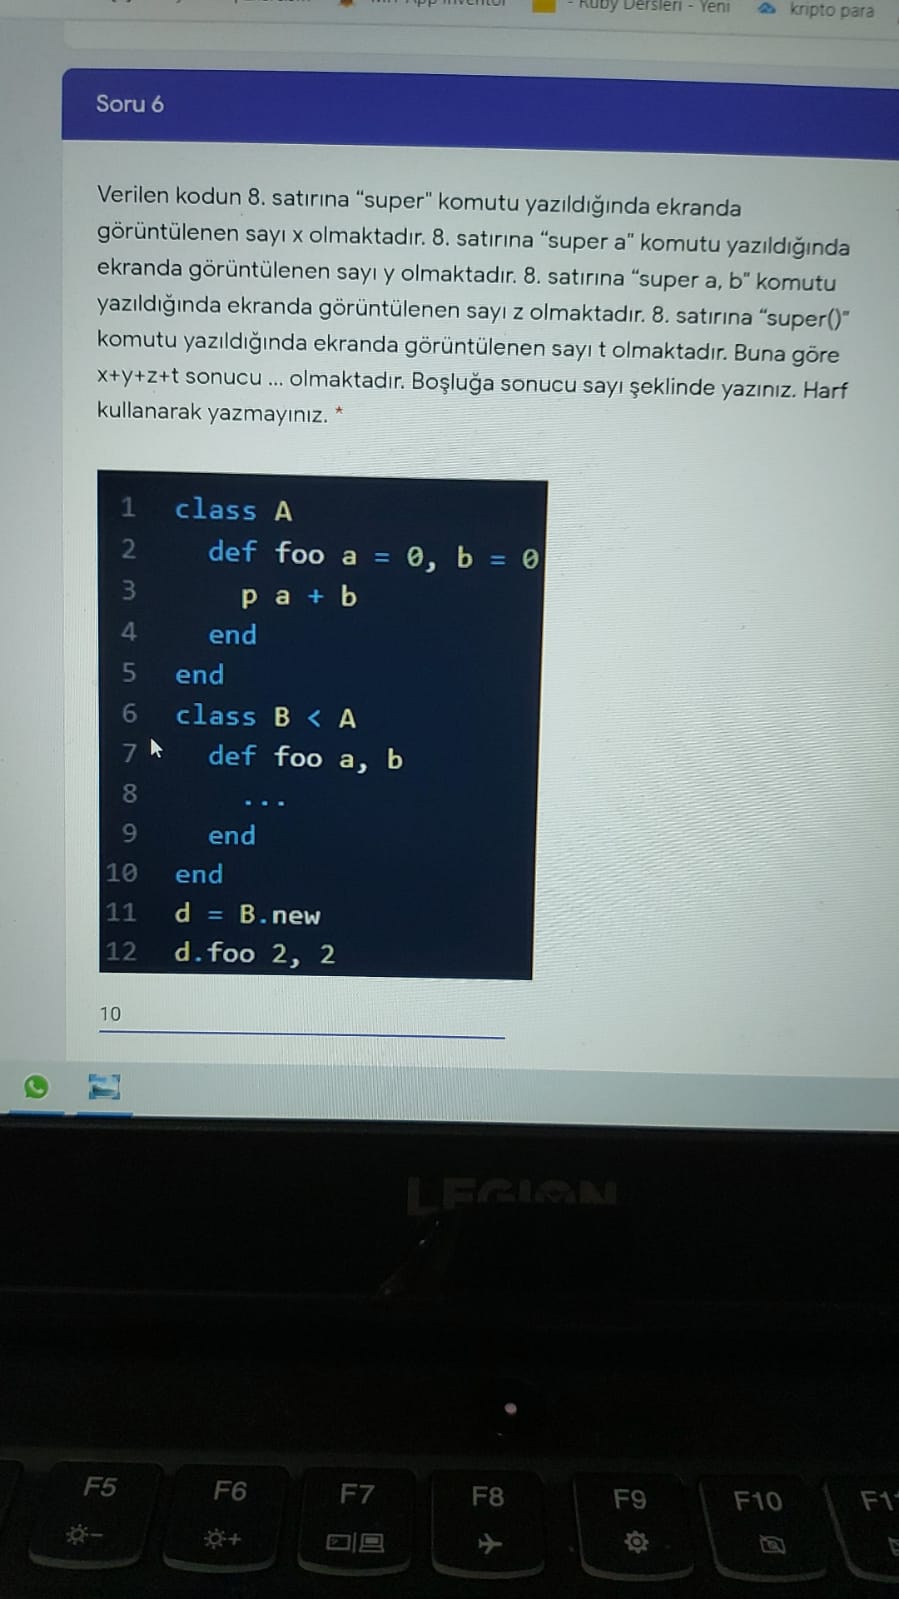 - Ruby Dersleri - Yeni
kripto para
Soru 6
Verilen kodun 8. satırına “super" komutu yazıldığında ekranda
görüntülenen sayı x olmaktadır. 8. satırına “super a" komutu yazıldığında
ekranda görüntülenen sayı y olmaktadır. 8. satırına “super a, b" komutu
yazıldığında ekranda görüntülenen sayı z olmaktadır. 8. satırına “super()"
komutu yazıldığında ekranda görüntülenen sayı t olmaktadır. Buna göre
x+y+z+t sonucu ... olmaktadır. Boşluğa sonucu sayı şeklinde yazınız. Harf
kullanarak yazmayınız. *
1 class A
2 def foo a = 0, b = 0
3 p a + b
4 end
5 end
6 class B < A
7 def foo a, b
8 ...
9 end
10 end
11 d = B.new
12 d.foo 2, 2
10
LEGION
F5 F6 F7 F8 F9 F10